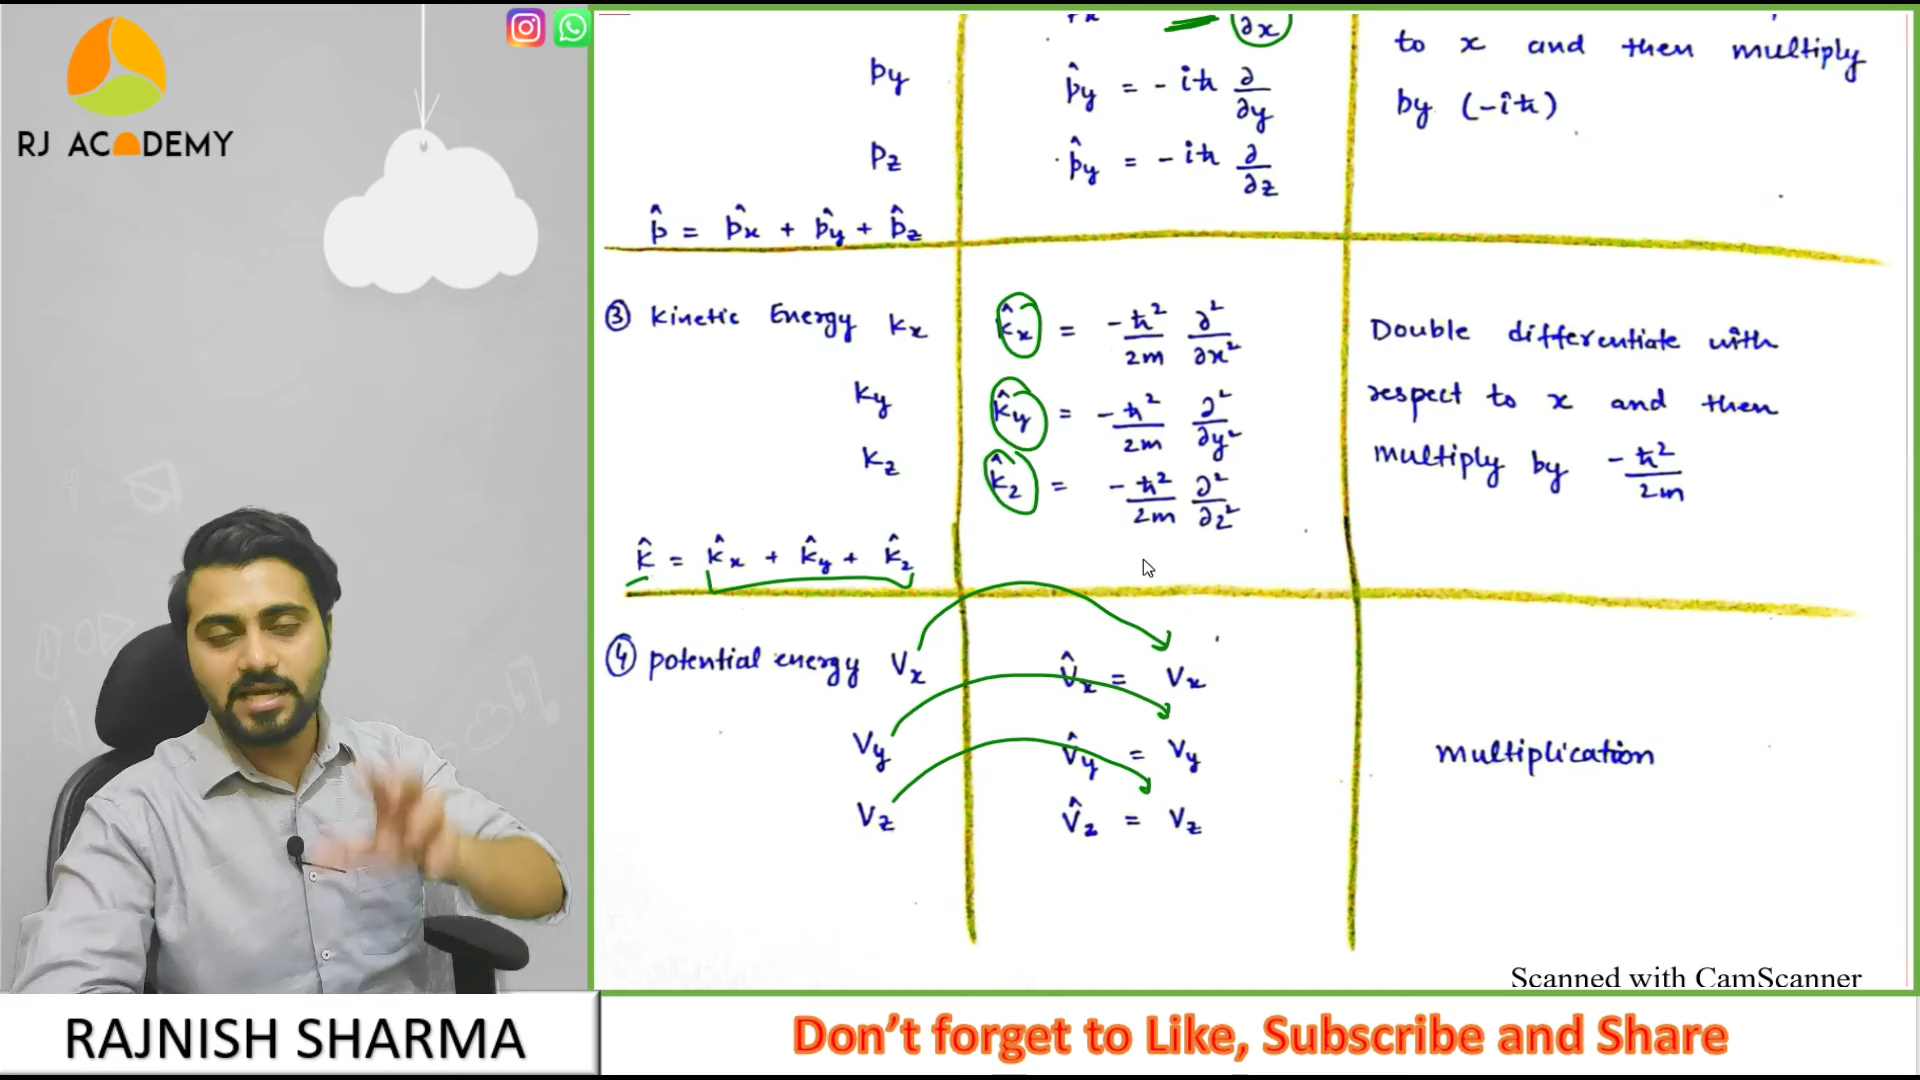 RJ ACADEMY
∂x
to x and then multiply
by (-iħ)
py p̂y = -iħ ∂/∂y
pz p̂y = -iħ ∂/∂z
p̂ = p̂x + p̂y + p̂z
③ Kinetic Energy kx k̂x = -ħ²/2m ∂²/∂x²
ky k̂y = -ħ²/2m ∂²/∂y²
kz k̂z = -ħ²/2m ∂²/∂z²
Double differentiate with
respect to x and then
multiply by -ħ²/2m
k̂ = k̂x + k̂y + k̂z
④ potential energy Vx V̂x = Vx
Vy V̂y = Vy
Vz V̂z = Vz
multiplication
Scanned with CamScanner
RAJNISH SHARMA
Don't forget to Like, Subscribe and Share